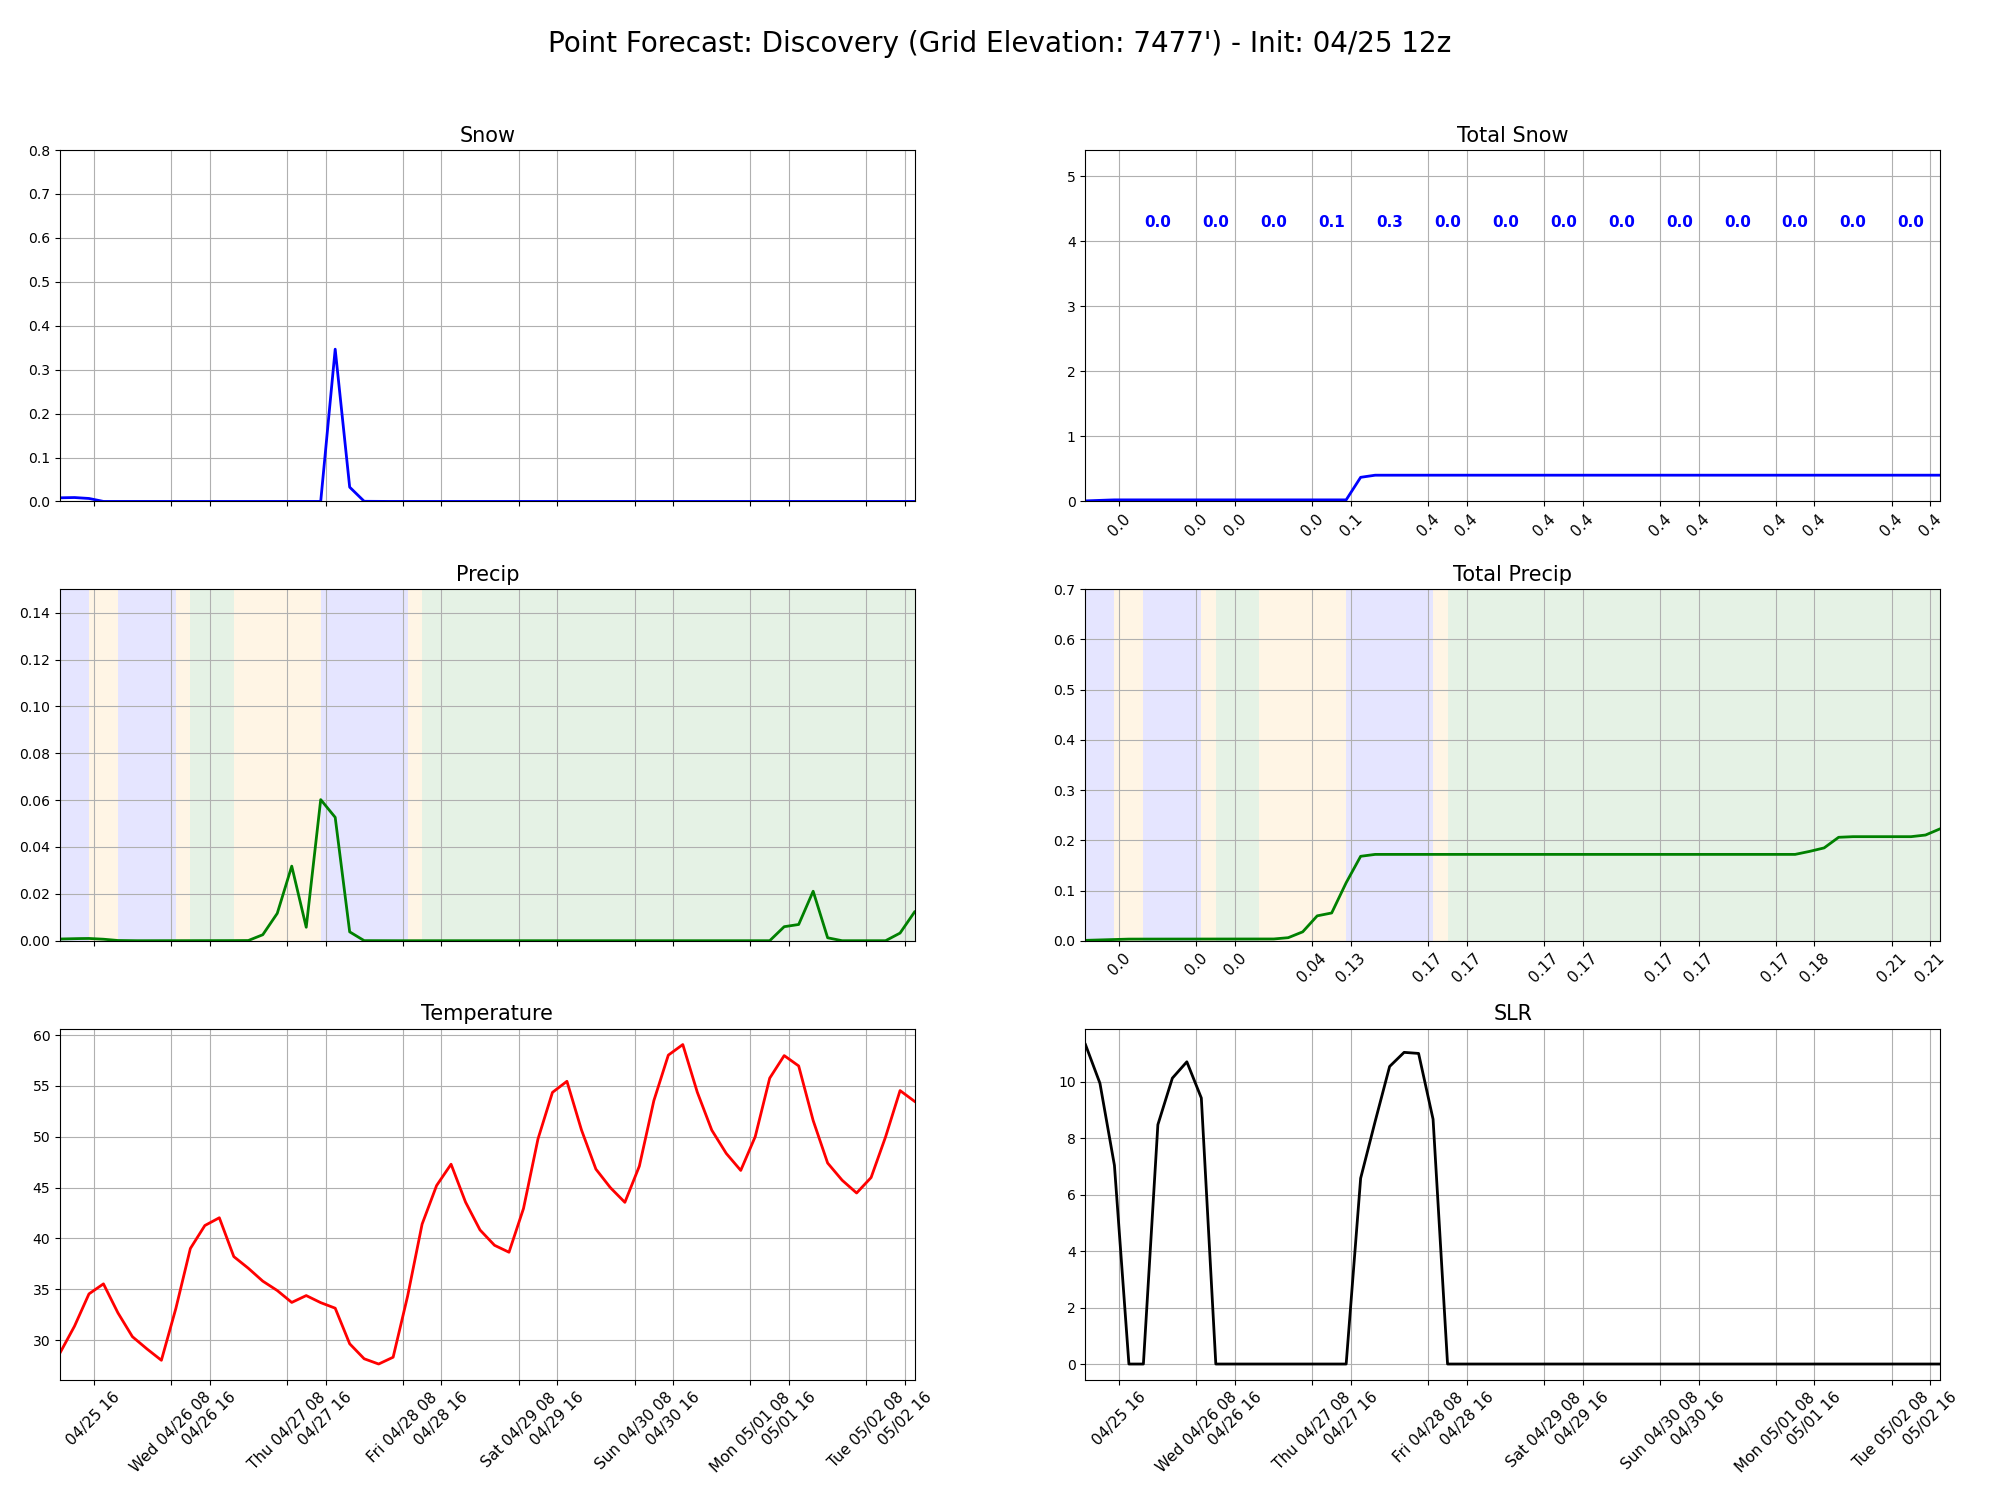 Point Forecast: Discovery (Grid Elevation: 7477') - Init: 04/25 12z
Snow
0.8
0.7
0.6
0.5
0.4
0.3
0.2
0.1
0.0
Total Snow
5
4
3
2
1
0
0.0 0.0 0.0 0.1 0.3 0.0 0.0 0.0 0.0 0.0 0.0 0.0 0.0 0.0
0.0 0.0 0.0 0.0 0.1 0.4 0.4 0.4 0.4 0.4 0.4 0.4 0.4 0.4 0.4
Precip
0.14
0.12
0.10
0.08
0.06
0.04
0.02
0.00
Total Precip
0.7
0.6
0.5
0.4
0.3
0.2
0.1
0.0
0.0 0.0 0.0 0.04 0.13 0.17 0.17 0.17 0.17 0.17 0.17 0.17 0.18 0.21 0.21
Temperature
60
55
50
45
40
35
30
04/25 16
Wed 04/26 08
04/26 16
Thu 04/27 08
04/27 16
Fri 04/28 08
04/28 16
Sat 04/29 08
04/29 16
Sun 04/30 08
04/30 16
Mon 05/01 08
05/01 16
Tue 05/02 08
05/02 16
SLR
10
8
6
4
2
0
04/25 16
Wed 04/26 08
04/26 16
Thu 04/27 08
04/27 16
Fri 04/28 08
04/28 16
Sat 04/29 08
04/29 16
Sun 04/30 08
04/30 16
Mon 05/01 08
05/01 16
Tue 05/02 08
05/02 16